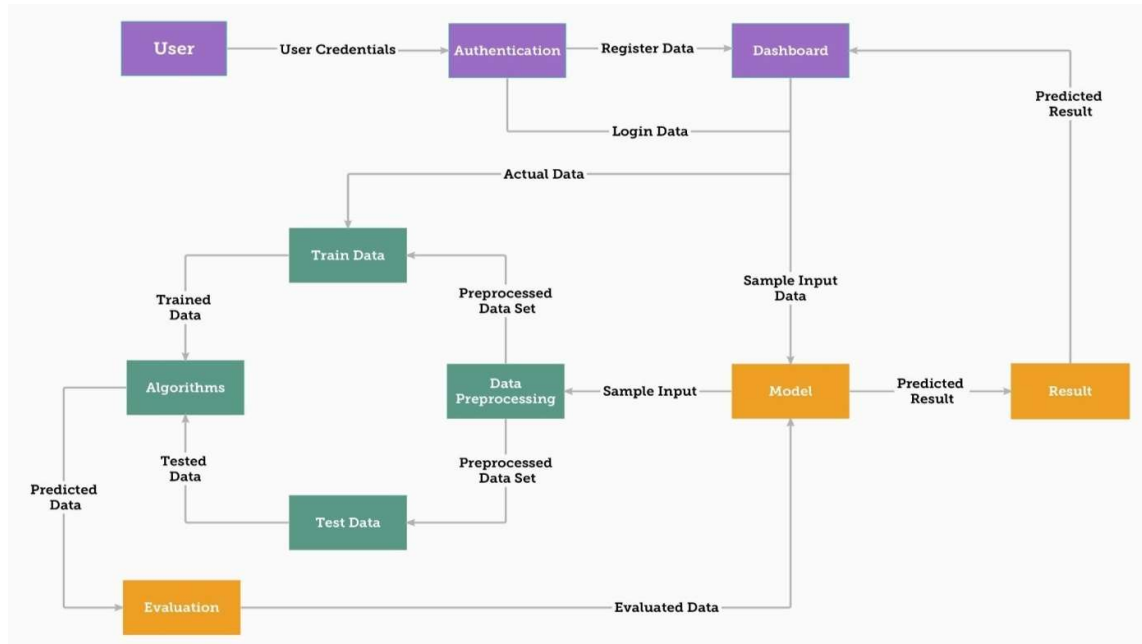 User
User Credentials
Authentication
Register Data
Dashboard
Predicted
Result
Login Data
Actual Data
Train Data
Sample Input
Data
Trained
Data
Preprocessed
Data Set
Algorithms
Data
Preprocessing
Sample Input
Model
Predicted
Result
Result
Tested
Data
Preprocessed
Data Set
Predicted
Data
Test Data
Evaluation
Evaluated Data